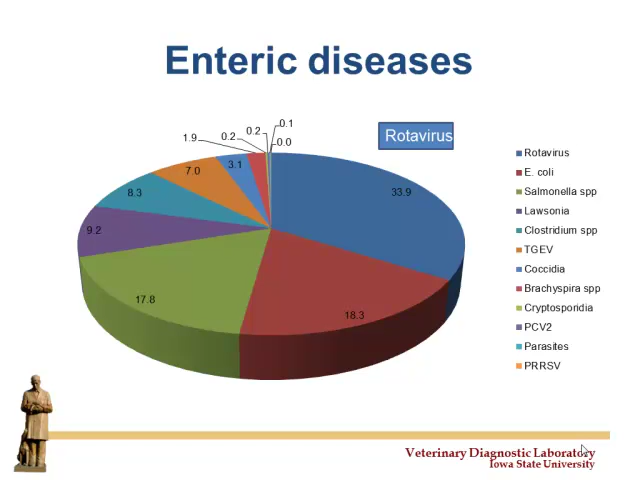 Enteric diseases
0.1
0.2
0.2
1.9
0.0
Rotavirus
3.1
7.0
33.9
8.3
9.2
17.8
18.3
Rotavirus
E. coli
Salmonella spp
Lawsonia
Clostridium spp
TGEV
Coccidia
Brachyspira spp
Cryptosporidia
PCV2
Parasites
PRRSV
Veterinary Diagnostic Laboratory
Iowa State University